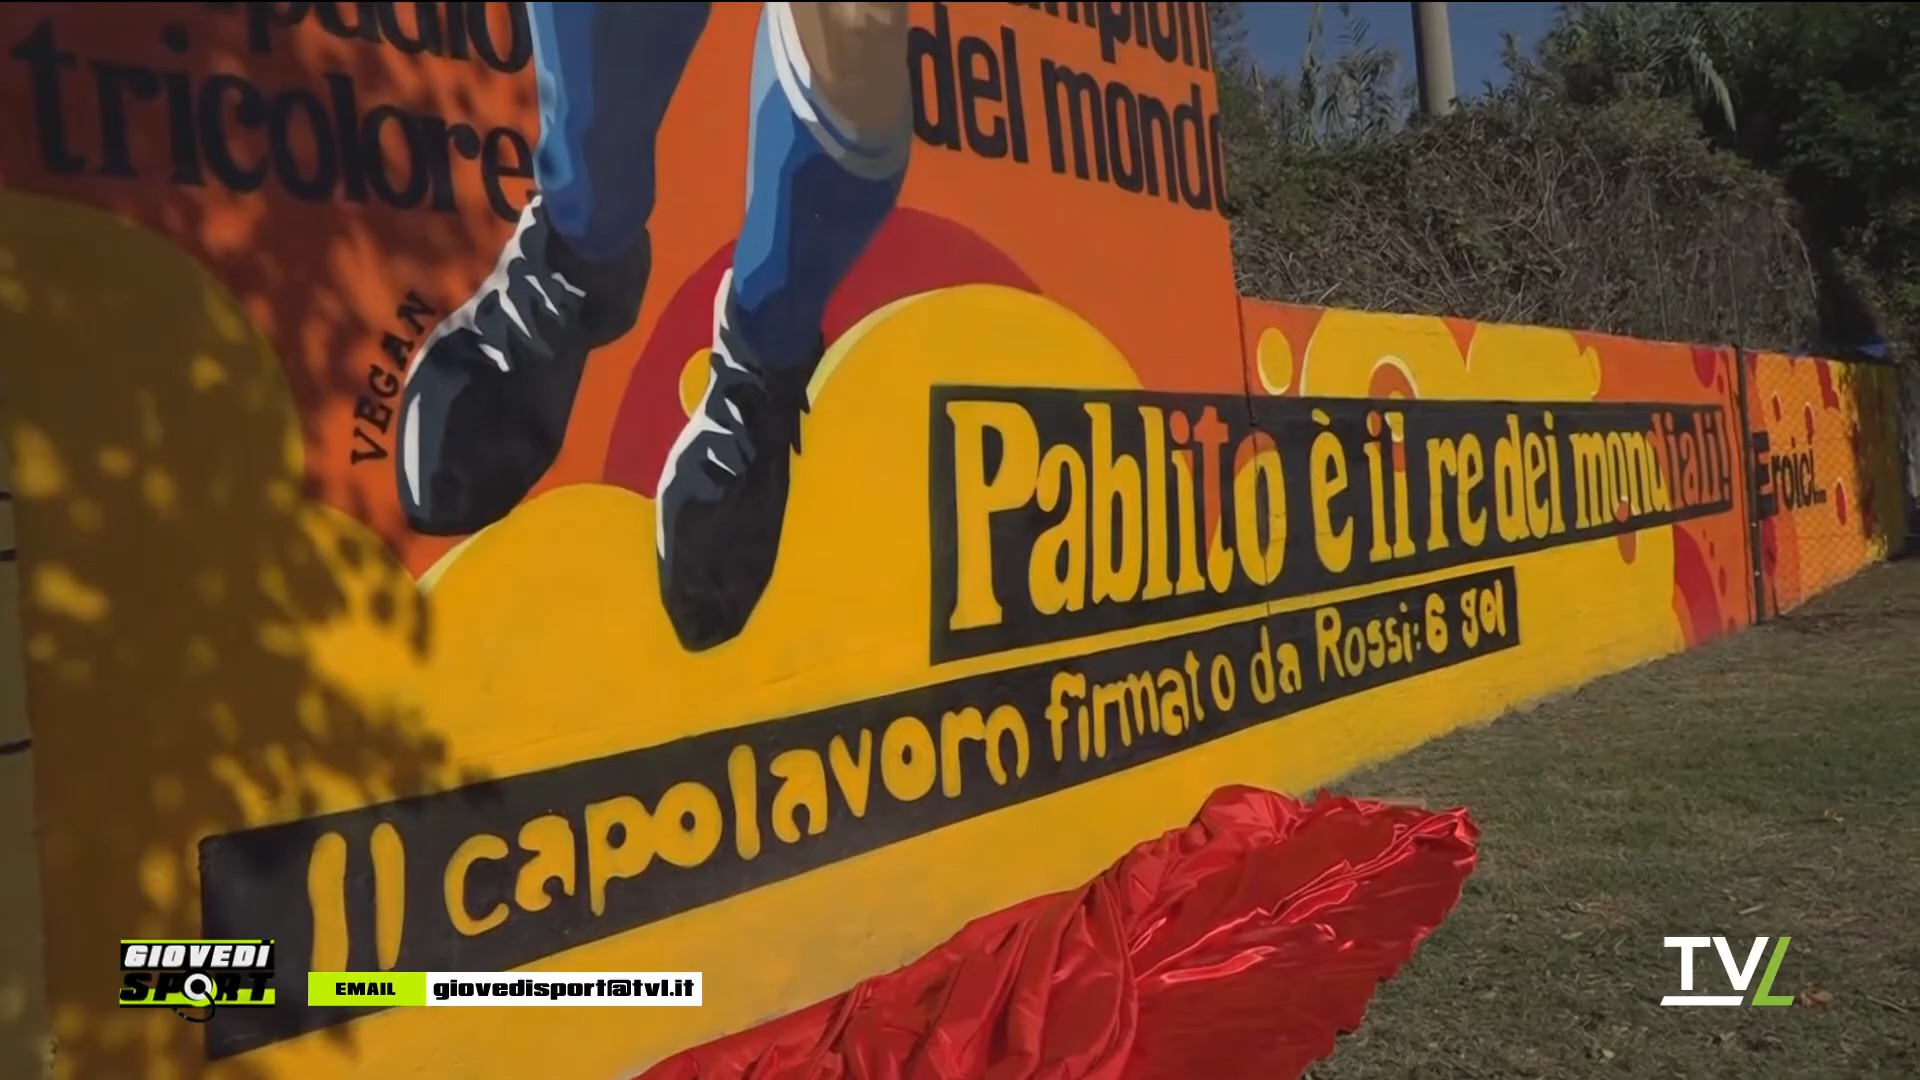 tricolore
del mondo
VEGAN
Pablito è il re dei mondiali!
Eroici...
Il capolavoro firmato da Rossi: 6 gol
GIOVEDI
SPORT
EMAIL
giovedisport@tvl.it
TVL